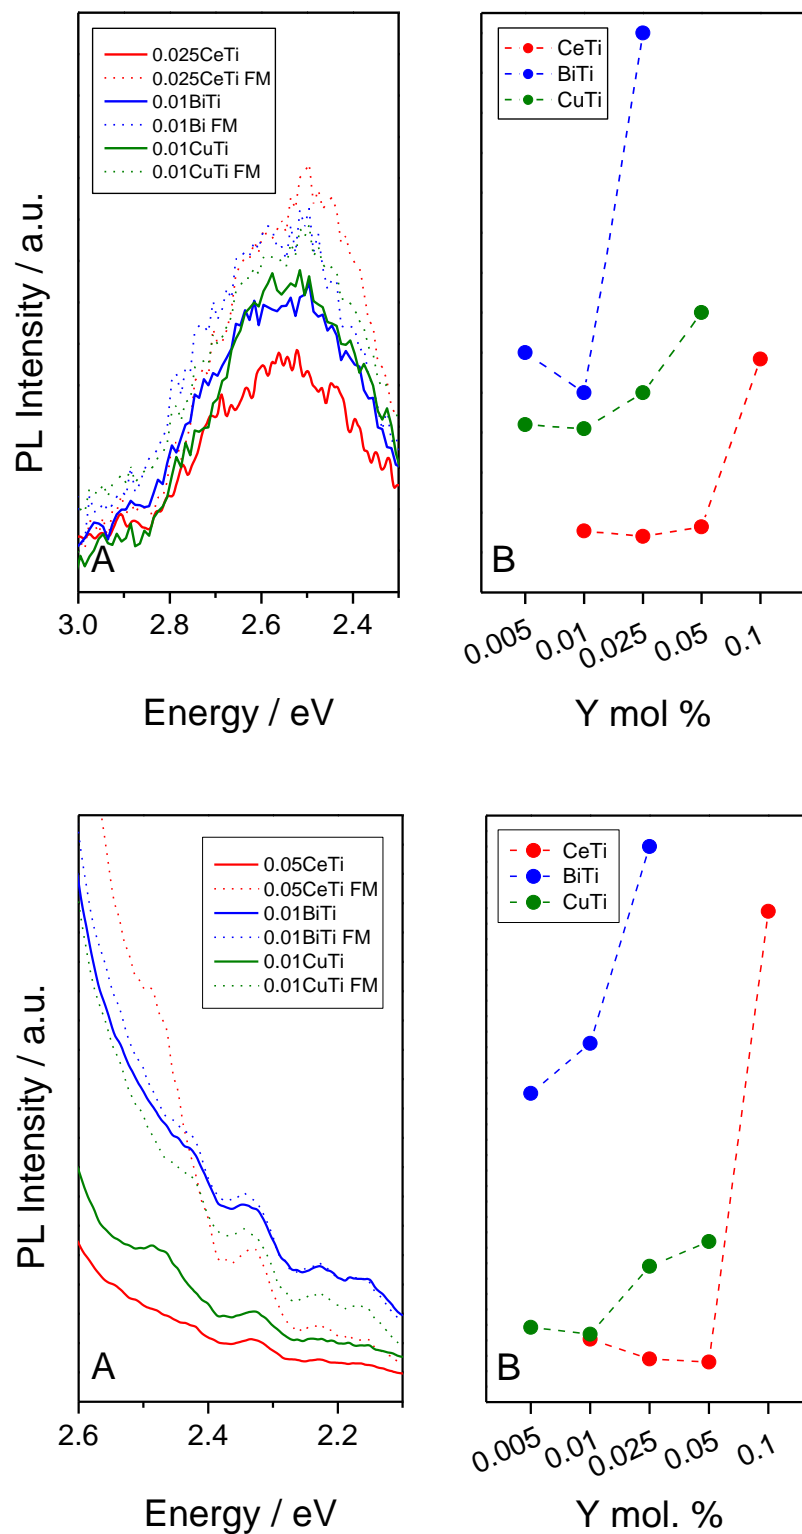 0.025CeTi
0.025CeTi FM
0.01BiTi
0.01Bi FM
0.01CuTi
0.01CuTi FM
PL Intensity / a.u.
A
3.0 2.8 2.6 2.4
Energy / eV
CeTi
BiTi
CuTi
B
0.005 0.01 0.025 0.05 0.1
Y mol %
0.05CeTi
0.05CeTi FM
0.01BiTi
0.01BiTi FM
0.01CuTi
0.01CuTi FM
PL Intensity / a.u.
A
2.6 2.4 2.2
Energy / eV
CeTi
BiTi
CuTi
B
0.005 0.01 0.025 0.05 0.1
Y mol. %